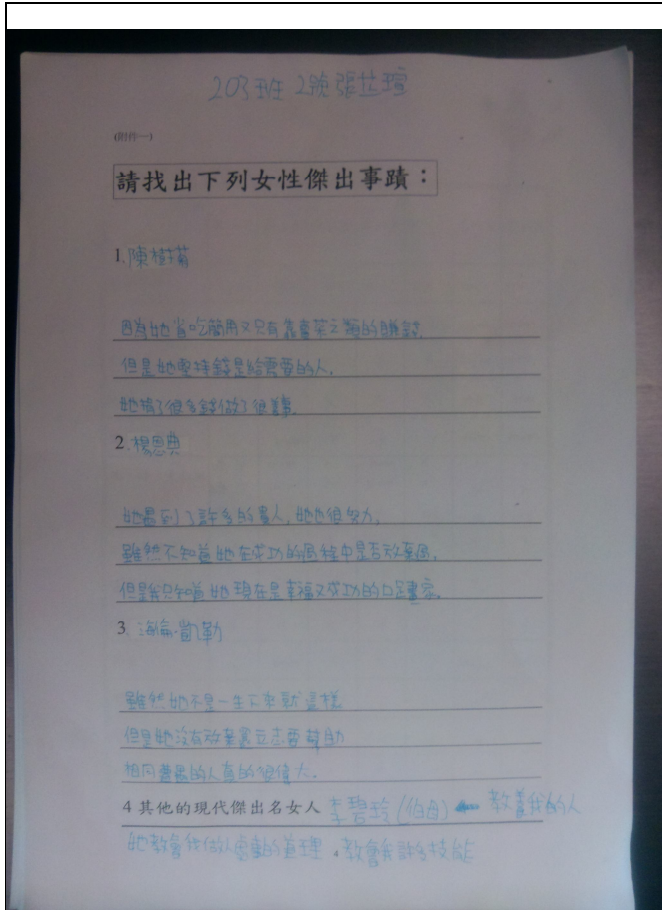 203班 2號張芷瑄
(附件一)
請找出下列女性傑出事蹟：
1.陳樹菊
因為她省吃簡用又只有靠賣菜之類的賺錢,
但是她堅持錢是給需要的人,
她捐了很多錢做了很善事,
2.楊恩典
她遇到了許多的貴人,她也很努力,
雖然不知道她在成功的過程中是否放棄過,
但是我只知道她現在是幸福又成功的口足畫家,
3.海倫·凱勒
雖然她不是一生下來就這樣
但是她沒有放棄舊立志要幫助
相同遭遇的人真的很偉大.
4 其他的現代傑出名女人 李碧玲(伯母) ← 教養我的人
她教會我做人處事的道理,教會我許多技能